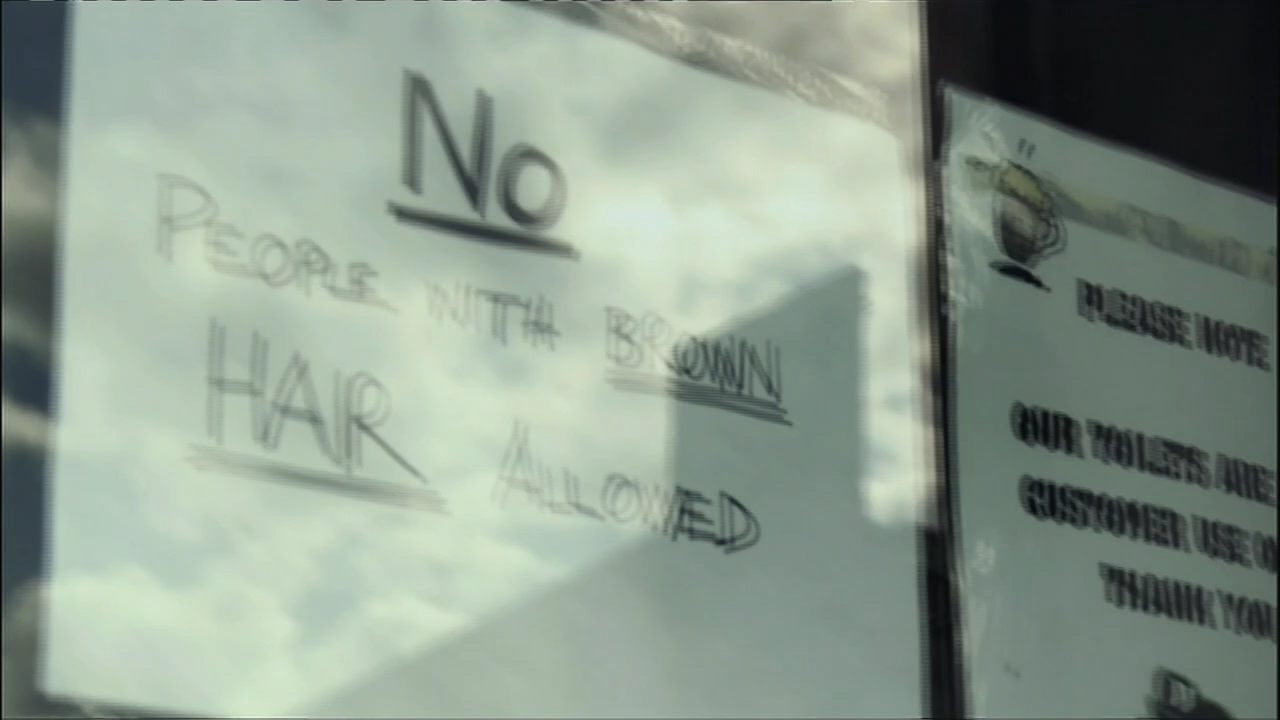 No
PEOPLE WITH BROWN
HAIR ALLOWED
PLEASE NOTE
OUR TOILETS ARE
CUSTOMER USE
THANK YOU